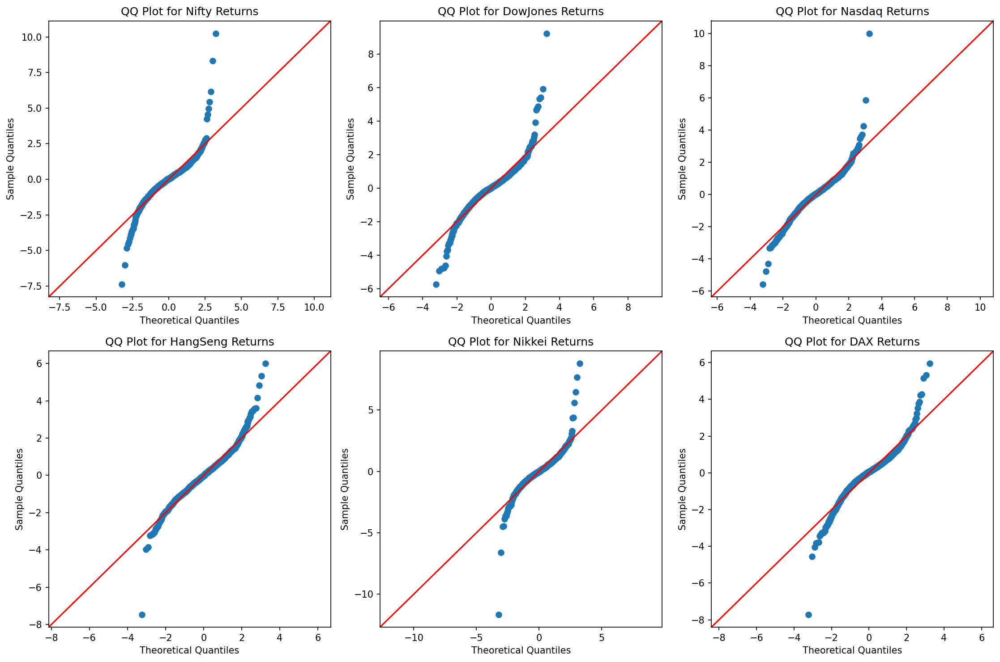 QQ Plot for Nifty Returns
10.0
7.5
5.0
2.5
0.0
−2.5
−5.0
−7.5
Sample Quantiles
−7.5 −5.0 −2.5 0.0 2.5 5.0 7.5 10.0
Theoretical Quantiles
QQ Plot for DowJones Returns
8
6
4
2
0
−2
−4
−6
Sample Quantiles
−6 −4 −2 0 2 4 6 8
Theoretical Quantiles
QQ Plot for Nasdaq Returns
10
8
6
4
2
0
−2
−4
−6
Sample Quantiles
−6 −4 −2 0 2 4 6 8 10
Theoretical Quantiles
QQ Plot for HangSeng Returns
6
4
2
0
−2
−4
−6
−8
Sample Quantiles
−8 −6 −4 −2 0 2 4 6
Theoretical Quantiles
QQ Plot for Nikkei Returns
5
0
−5
−10
Sample Quantiles
−10 −5 0 5
Theoretical Quantiles
QQ Plot for DAX Returns
6
4
2
0
−2
−4
−6
−8
Sample Quantiles
−8 −6 −4 −2 0 2 4 6
Theoretical Quantiles